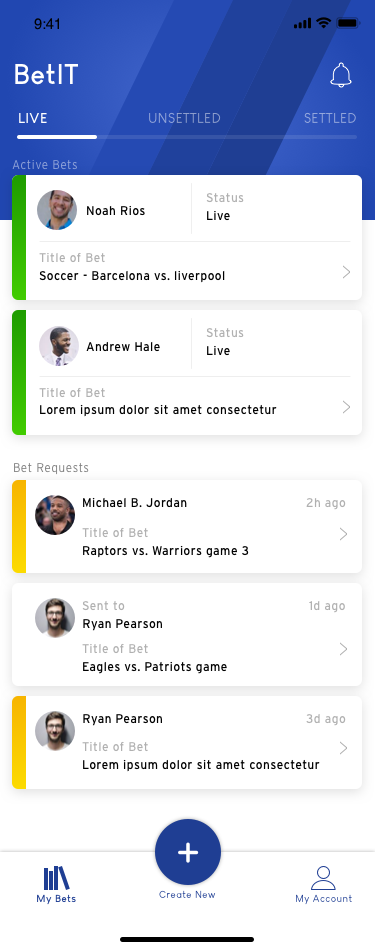 9:41
BetIT
LIVE UNSETTLED SETTLED
Active Bets
Noah Rios
Status
Live
Title of Bet
Soccer - Barcelona vs. liverpool
Andrew Hale
Status
Live
Title of Bet
Lorem ipsum dolor sit amet consectetur
Bet Requests
Michael B. Jordan 2h ago
Title of Bet
Raptors vs. Warriors game 3
Sent to 1d ago
Ryan Pearson
Title of Bet
Eagles vs. Patriots game
Ryan Pearson 3d ago
Title of Bet
Lorem ipsum dolor sit amet consectetur
My Bets Create New My Account